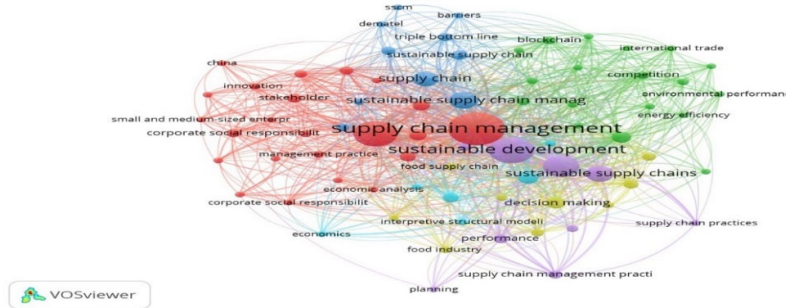 sscm
barriers
dematel
triple bottom line
blockchain
international trade
sustainable supply chain
china
supply chain
competition
innovation
stakeholder
sustainable supply chain manag
environmental performanc
small and medium-sized enterpr
energy efficiency
corporate social responsibilit
supply chain management
sustainable development
management practice
food supply chain
sustainable supply chains
economic analysis
corporate social responsibilit
decision making
interpretive structural modeli
supply chain practices
economics
performance
food industry
supply chain management practi
planning
VOSviewer